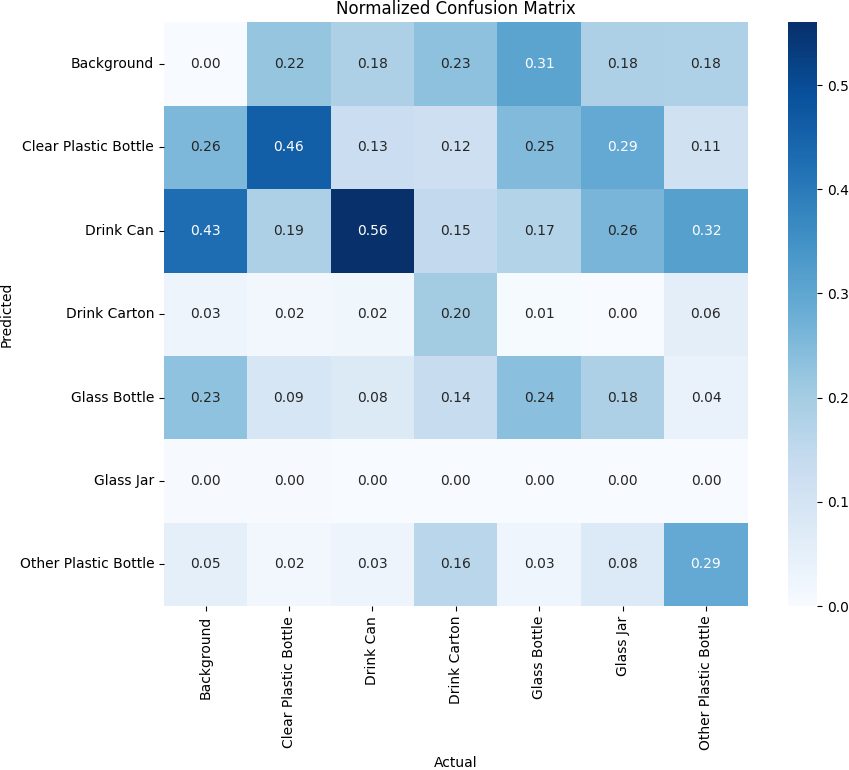 Normalized Confusion Matrix
Background 0.00 0.22 0.18 0.23 0.31 0.18 0.18
Clear Plastic Bottle 0.26 0.46 0.13 0.12 0.25 0.29 0.11
Drink Can 0.43 0.19 0.56 0.15 0.17 0.26 0.32
Drink Carton 0.03 0.02 0.02 0.20 0.01 0.00 0.06
Glass Bottle 0.23 0.09 0.08 0.14 0.24 0.18 0.04
Glass Jar 0.00 0.00 0.00 0.00 0.00 0.00 0.00
Other Plastic Bottle 0.05 0.02 0.03 0.16 0.03 0.08 0.29
Predicted
Background
Clear Plastic Bottle
Drink Can
Drink Carton
Glass Bottle
Glass Jar
Other Plastic Bottle
Actual
0.5
0.4
0.3
0.2
0.1
0.0